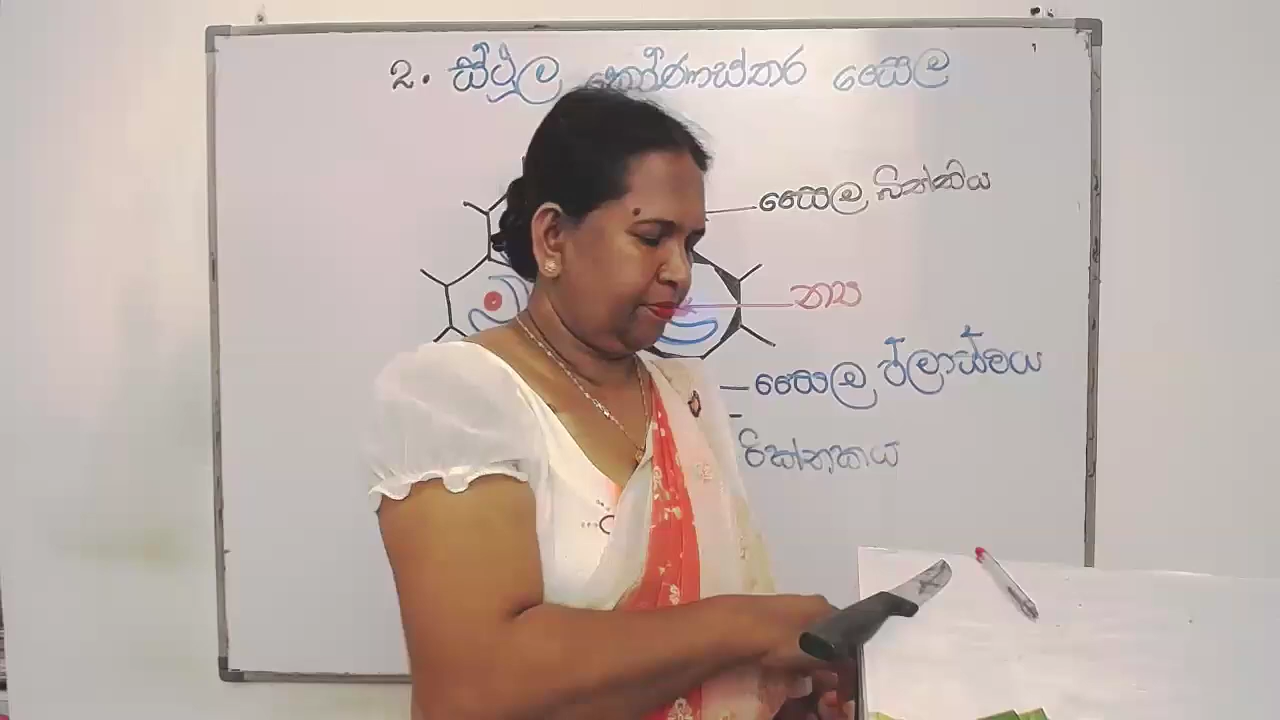 2. ස්ථූල කෝණාස්තර සෛල
සෛල බිත්තිය
න්‍යෂ
සෛල ප්ලාස්මය
රික්තකය